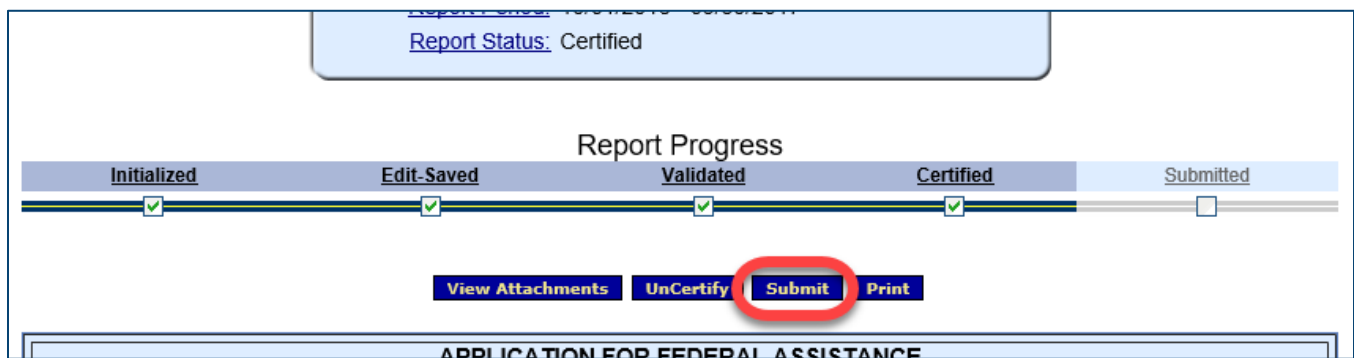 Report Status: Certified
Report Progress
Initialized Edit-Saved Validated Certified Submitted
View Attachments UnCertify Submit Print
APPLICATION FOR FEDERAL ASSISTANCE